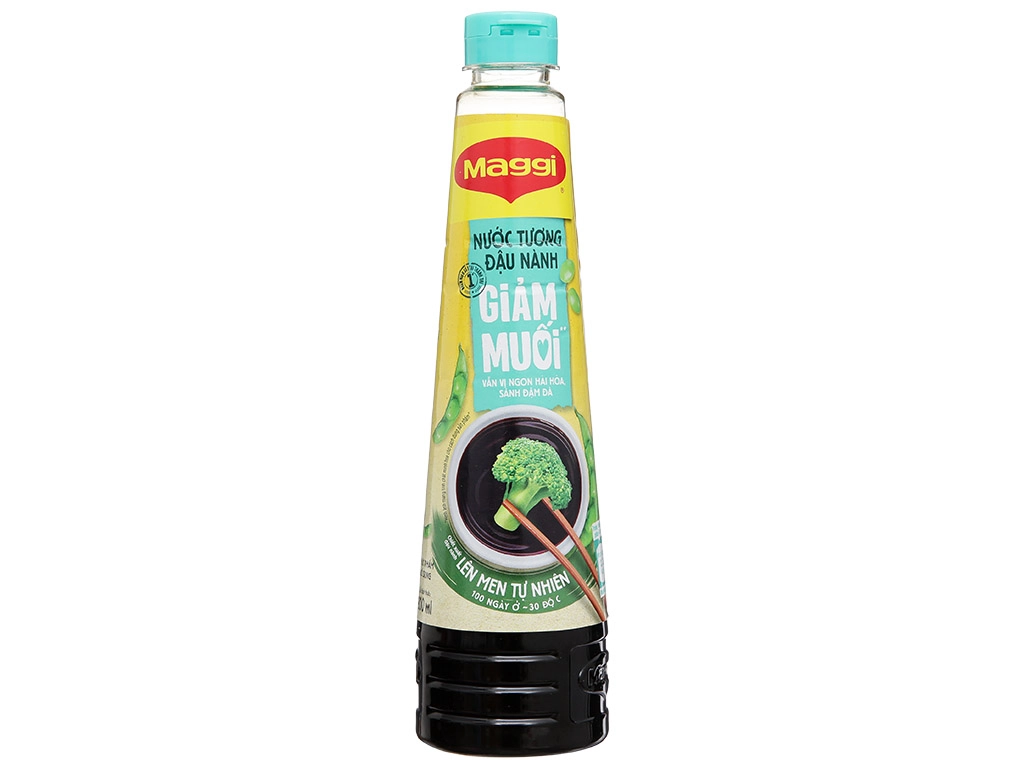 Maggi
®
NƯỚC TƯƠNG
ĐẬU NÀNH
GIẢM
MUỐI**
VẪN VỊ NGON HÀI HÒA,
SÁNH ĐẬM ĐÀ
LÊN MEN TỰ NHIÊN
100 NGÀY Ở ~30 ĐỘ C